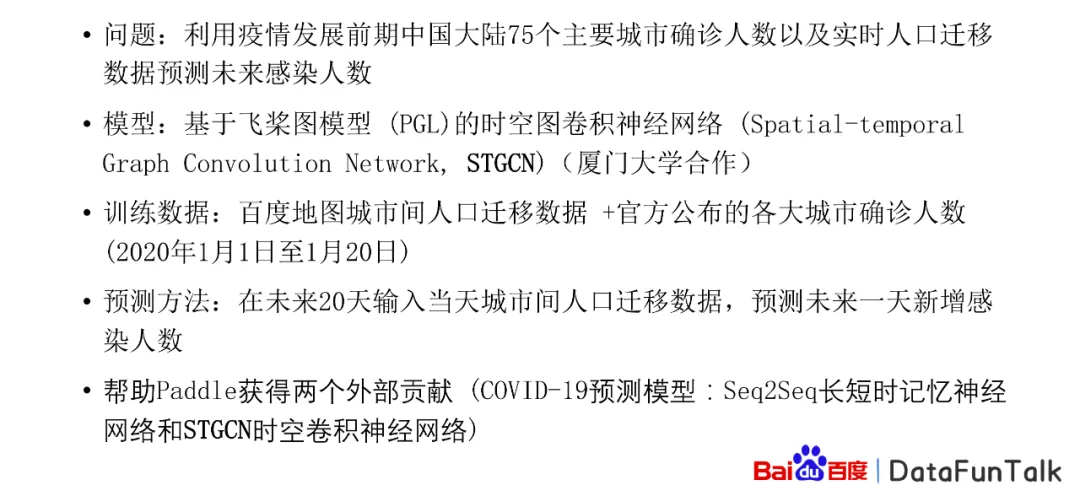 • 问题：利用疫情发展前期中国大陆75个主要城市确诊人数以及实时人口迁移
数据预测未来感染人数
• 模型：基于飞桨图模型 (PGL)的时空图卷积神经网络 (Spatial-temporal
Graph Convolution Network, STGCN)（厦门大学合作）
• 训练数据：百度地图城市间人口迁移数据 +官方公布的各大城市确诊人数
(2020年1月1日至1月20日)
• 预测方法：在未来20天输入当天城市间人口迁移数据，预测未来一天新增感
染人数
• 帮助Paddle获得两个外部贡献 (COVID-19预测模型：Seq2Seq长短时记忆神经
网络和STGCN时空卷积神经网络)
Bai du 百度 | DataFunTalk